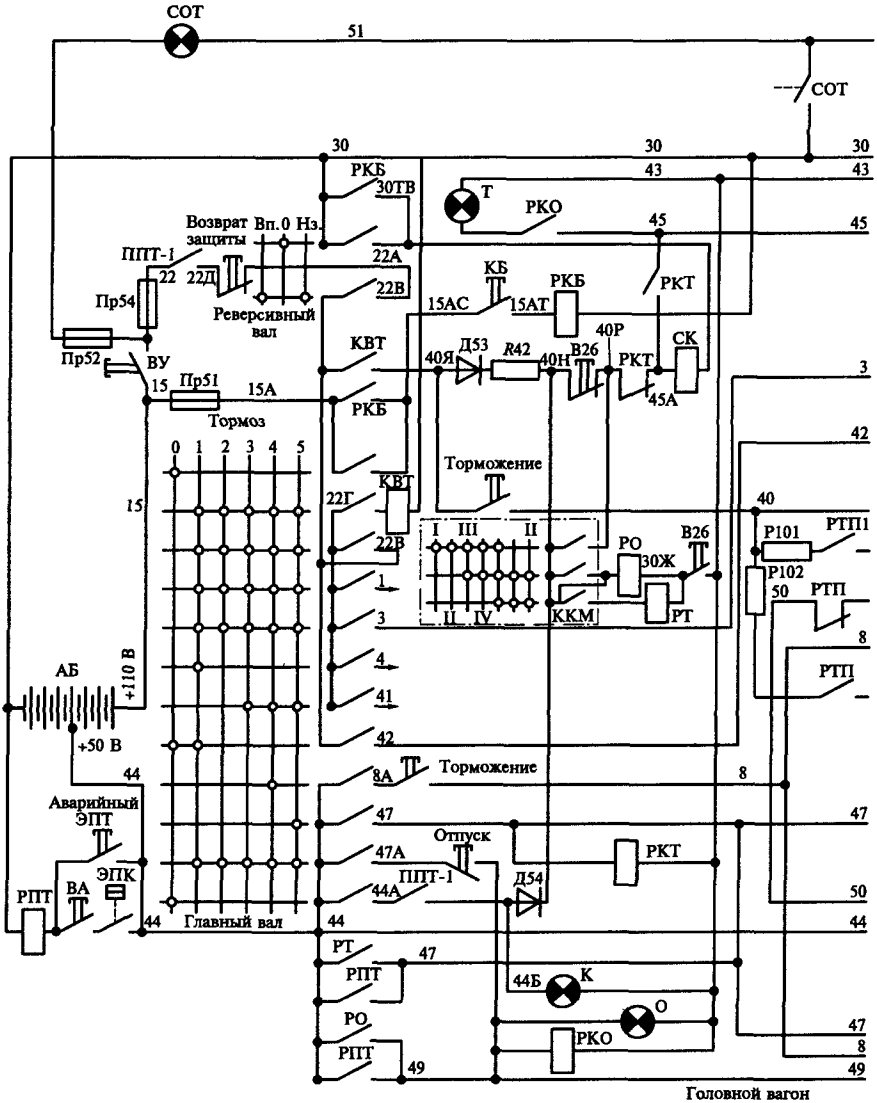 СОТ
51
СОТ
30
30
30
РКБ
30ТВ
43
43
Т
РКО
45
45
Возврат
защиты
Вп. 0 Нз.
ППТ-1
22
22Д
22А
Пр54
Реверсивный
вал
22В
КБ
РКБ
15АС
15АТ
РКТ
Пр52
ВУ
КВТ
40Я
Д53
R42
40Н
В26
40Р
РКТ
СК
45А
15
Пр51
15А
РКБ
3
Тормоз
0 1 2 3 4 5
42
15
22Г
КВТ
Торможение
40
22В
I III II
РО
30Ж
В26
Р101
РТП1
1
Р102
50
РТП
II IV
ККМ
РТ
3
8
4
АБ
+110 В
41
РТП
+50 В
42
44
8А
Торможение
8
Аварийный
ЭПТ
47
47
47А
Отпуск
РКТ
ЭПК
ВА
РПТ
44А
ППТ-1
Д54
50
44
Главный вал
44
44
РТ
47
РПТ
44Б
К
О
РО
РКО
47
РПТ
8
49
49
Головной вагон